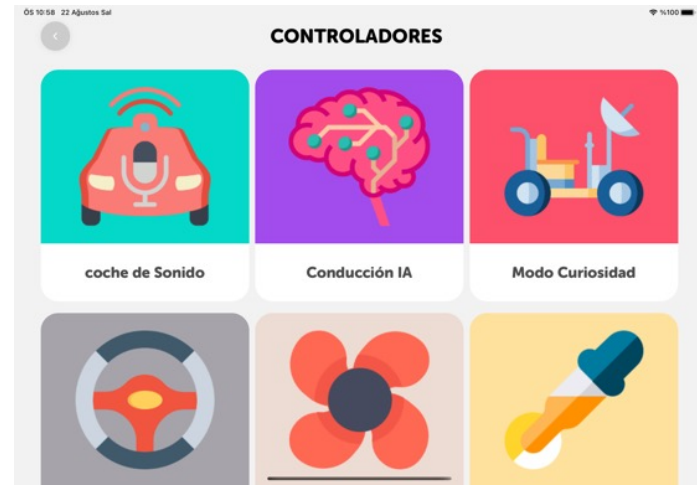 ÖS 10:58 22 Ağustos Sal
%100
CONTROLADORES
coche de Sonido
Conducción IA
Modo Curiosidad